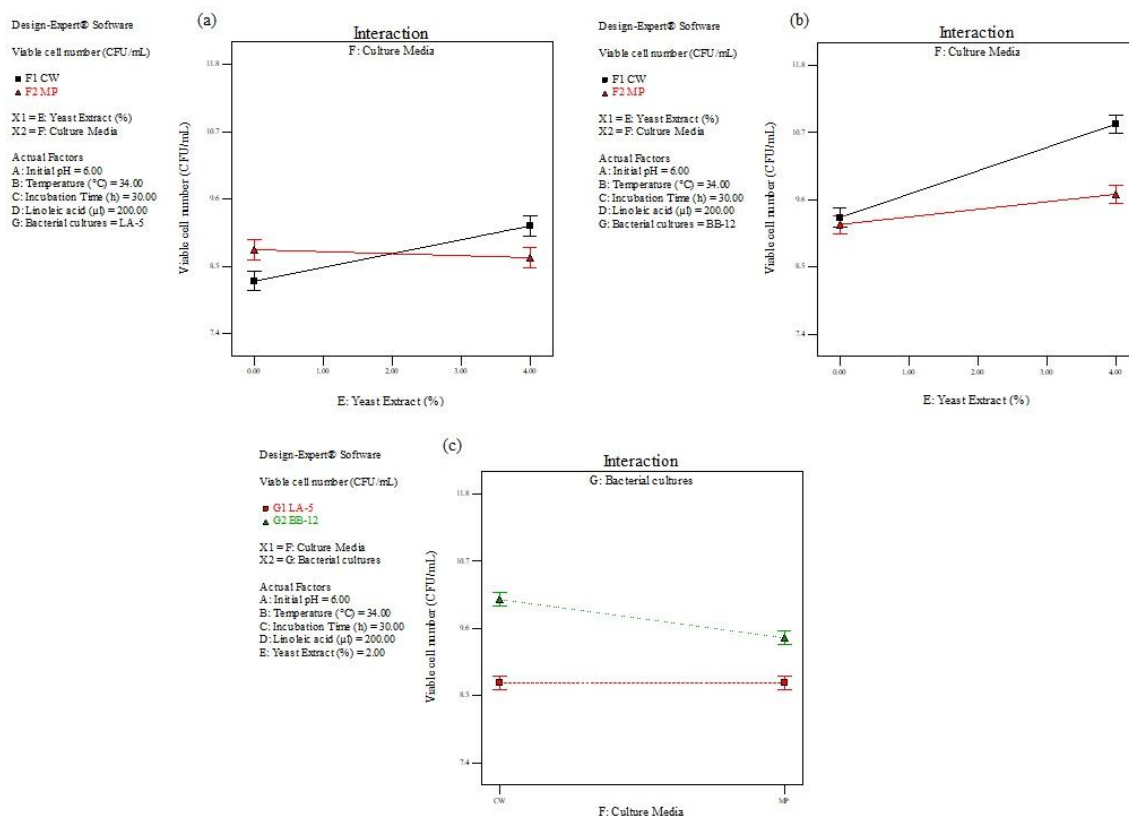 (a)
Design-Expert® Software
Viable cell number (CFU/mL)
F1 CW
F2 MP
X1 = E: Yeast Extract (%)
X2 = F: Culture Media
Actual Factors
A: Initial pH = 6.00
B: Temperature (°C) = 34.00
C: Incubation Time (h) = 30.00
D: Linoleic acid (µl) = 200.00
G: Bacterial cultures = LA-5
Interaction
F: Culture Media
Viable cell number (CFU/mL)
11.8
10.7
9.6
8.5
7.4
0.00 1.00 2.00 3.00 4.00
E: Yeast Extract (%)
(b)
Design-Expert® Software
Viable cell number (CFU/mL)
F1 CW
F2 MP
X1 = E: Yeast Extract (%)
X2 = F: Culture Media
Actual Factors
A: Initial pH = 6.00
B: Temperature (°C) = 34.00
C: Incubation Time (h) = 30.00
D: Linoleic acid (µl) = 200.00
G: Bacterial cultures = BB-12
Interaction
F: Culture Media
Viable cell number (CFU/mL)
11.8
10.7
9.6
8.5
7.4
0.00 1.00 2.00 3.00 4.00
E: Yeast Extract (%)
(c)
Design-Expert® Software
Viable cell number (CFU/mL)
G1 LA-5
G2 BB-12
X1 = F: Culture Media
X2 = G: Bacterial cultures
Actual Factors
A: Initial pH = 6.00
B: Temperature (°C) = 34.00
C: Incubation Time (h) = 30.00
D: Linoleic acid (µl) = 200.00
E: Yeast Extract (%) = 2.00
Interaction
G: Bacterial cultures
Viable cell number (CFU/mL)
11.8
10.7
9.6
8.5
7.4
CW MP
F: Culture Media